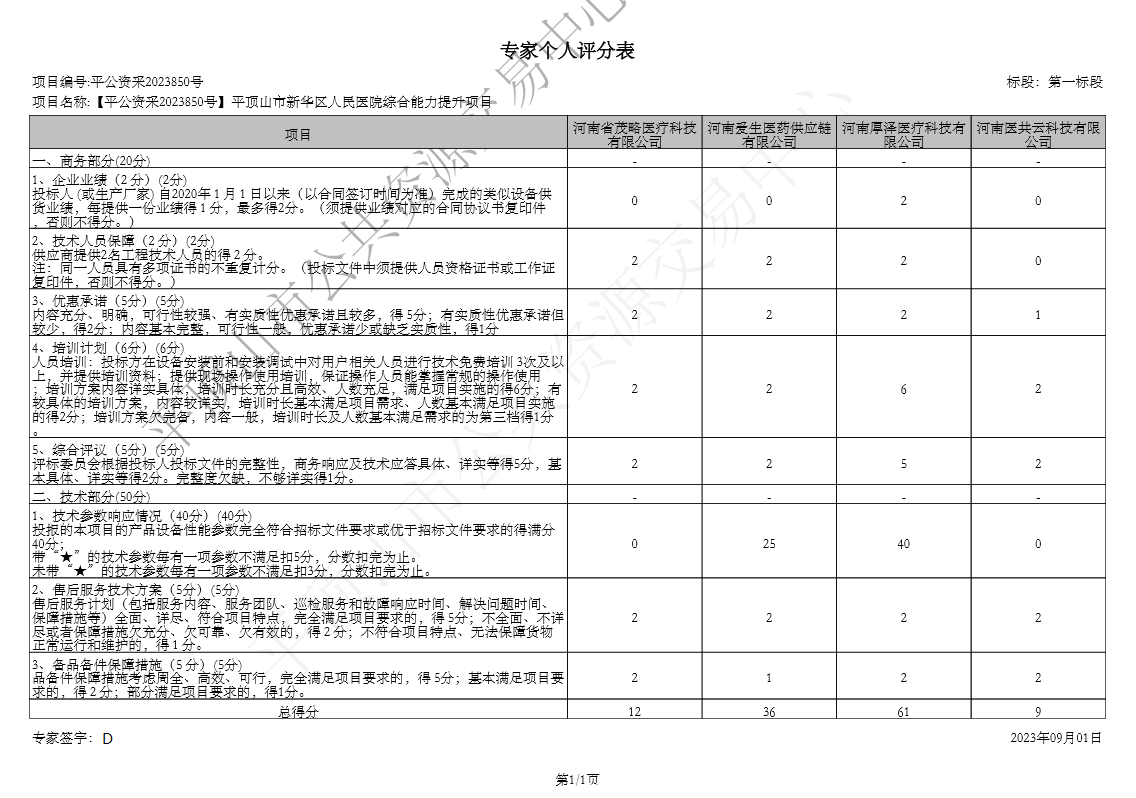 专家个人评分表
项目编号:平公资采2023850号
标段：第一标段
项目名称:【平公资采2023850号】平顶山市新华区人民医院综合能力提升项目
项目 河南省茂略医疗科技有限公司 河南爱生医药供应链有限公司 河南厚泽医疗科技有限公司 河南医共云科技有限公司
一、商务部分(20分) - - - -
1、企业业绩（2 分）(2分)
投标人 (或生产厂家) 自2020年 1 月 1 日以来（以合同签订时间为准）完成的类似设备供
货业绩，每提供一份业绩得 1 分，最多得2分。（须提供业绩对应的合同协议书复印件
，否则不得分。）
0 0 2 0
2、技术人员保障（2 分）(2分)
供应商提供2名工程技术人员的得 2 分。
注：同一人员具有多项证书的不重复计分。（投标文件中须提供人员资格证书或工作证
复印件，否则不得分。）
2 2 2 0
3、优惠承诺（5分）(5分)
内容充分、明确，可行性较强、有实质性优惠承诺且较多，得 5分；有实质性优惠承诺但
较少，得2分；内容基本完整，可行性一般，优惠承诺少或缺乏实质性，得1分
2 2 2 1
4、培训计划（6分）(6分)
人员培训：投标方在设备安装前和安装调试中对用户相关人员进行技术免费培训 3次及以
上，并提供培训资料；提供现场操作使用培训，保证操作人员能掌握常规的操作使用
；培训方案内容详实具体，培训时长充分且高效、人数充足，满足项目实施的得6分；有
较具体的培训方案，内容较详实，培训时长基本满足项目需求、人数基本满足项目实施
的得2分；培训方案欠完备，内容一般，培训时长及人数基本满足需求的为第三档得1分
。
2 2 6 2
5、综合评议（5分）(5分)
评标委员会根据投标人投标文件的完整性，商务响应及技术应答具体、详实等得5分，基
本具体、详实等得2分。完整度欠缺，不够详实得1分。
2 2 5 2
二、技术部分(50分) - - - -
1、技术参数响应情况（40分）(40分)
投报的本项目的产品设备性能参数完全符合招标文件要求或优于招标文件要求的得满分
40分；
带“★”的技术参数每有一项参数不满足扣5分，分数扣完为止。
未带“★”的技术参数每有一项参数不满足扣3分，分数扣完为止。
0 25 40 0
2、售后服务技术方案（5分）(5分)
售后服务计划（包括服务内容、服务团队、巡检服务和故障响应时间、解决问题时间、
保障措施等）全面、详尽、符合项目特点，完全满足项目要求的，得 5分；不全面、不详
尽或者保障措施欠充分、欠可靠、欠有效的，得 2 分；不符合项目特点、无法保障货物
正常运行和维护的，得 1 分。
2 2 2 2
3、备品备件保障措施（5 分）(5分)
品备件保障措施考虑周全、高效、可行，完全满足项目要求的，得 5分；基本满足项目要
求的，得 2 分；部分满足项目要求的，得1分。
2 1 2 2
总得分 12 36 61 9
专家签字： D
2023年09月01日
第1/1页
平顶山市公共资源交易中心
平顶山市公共资源交易中心